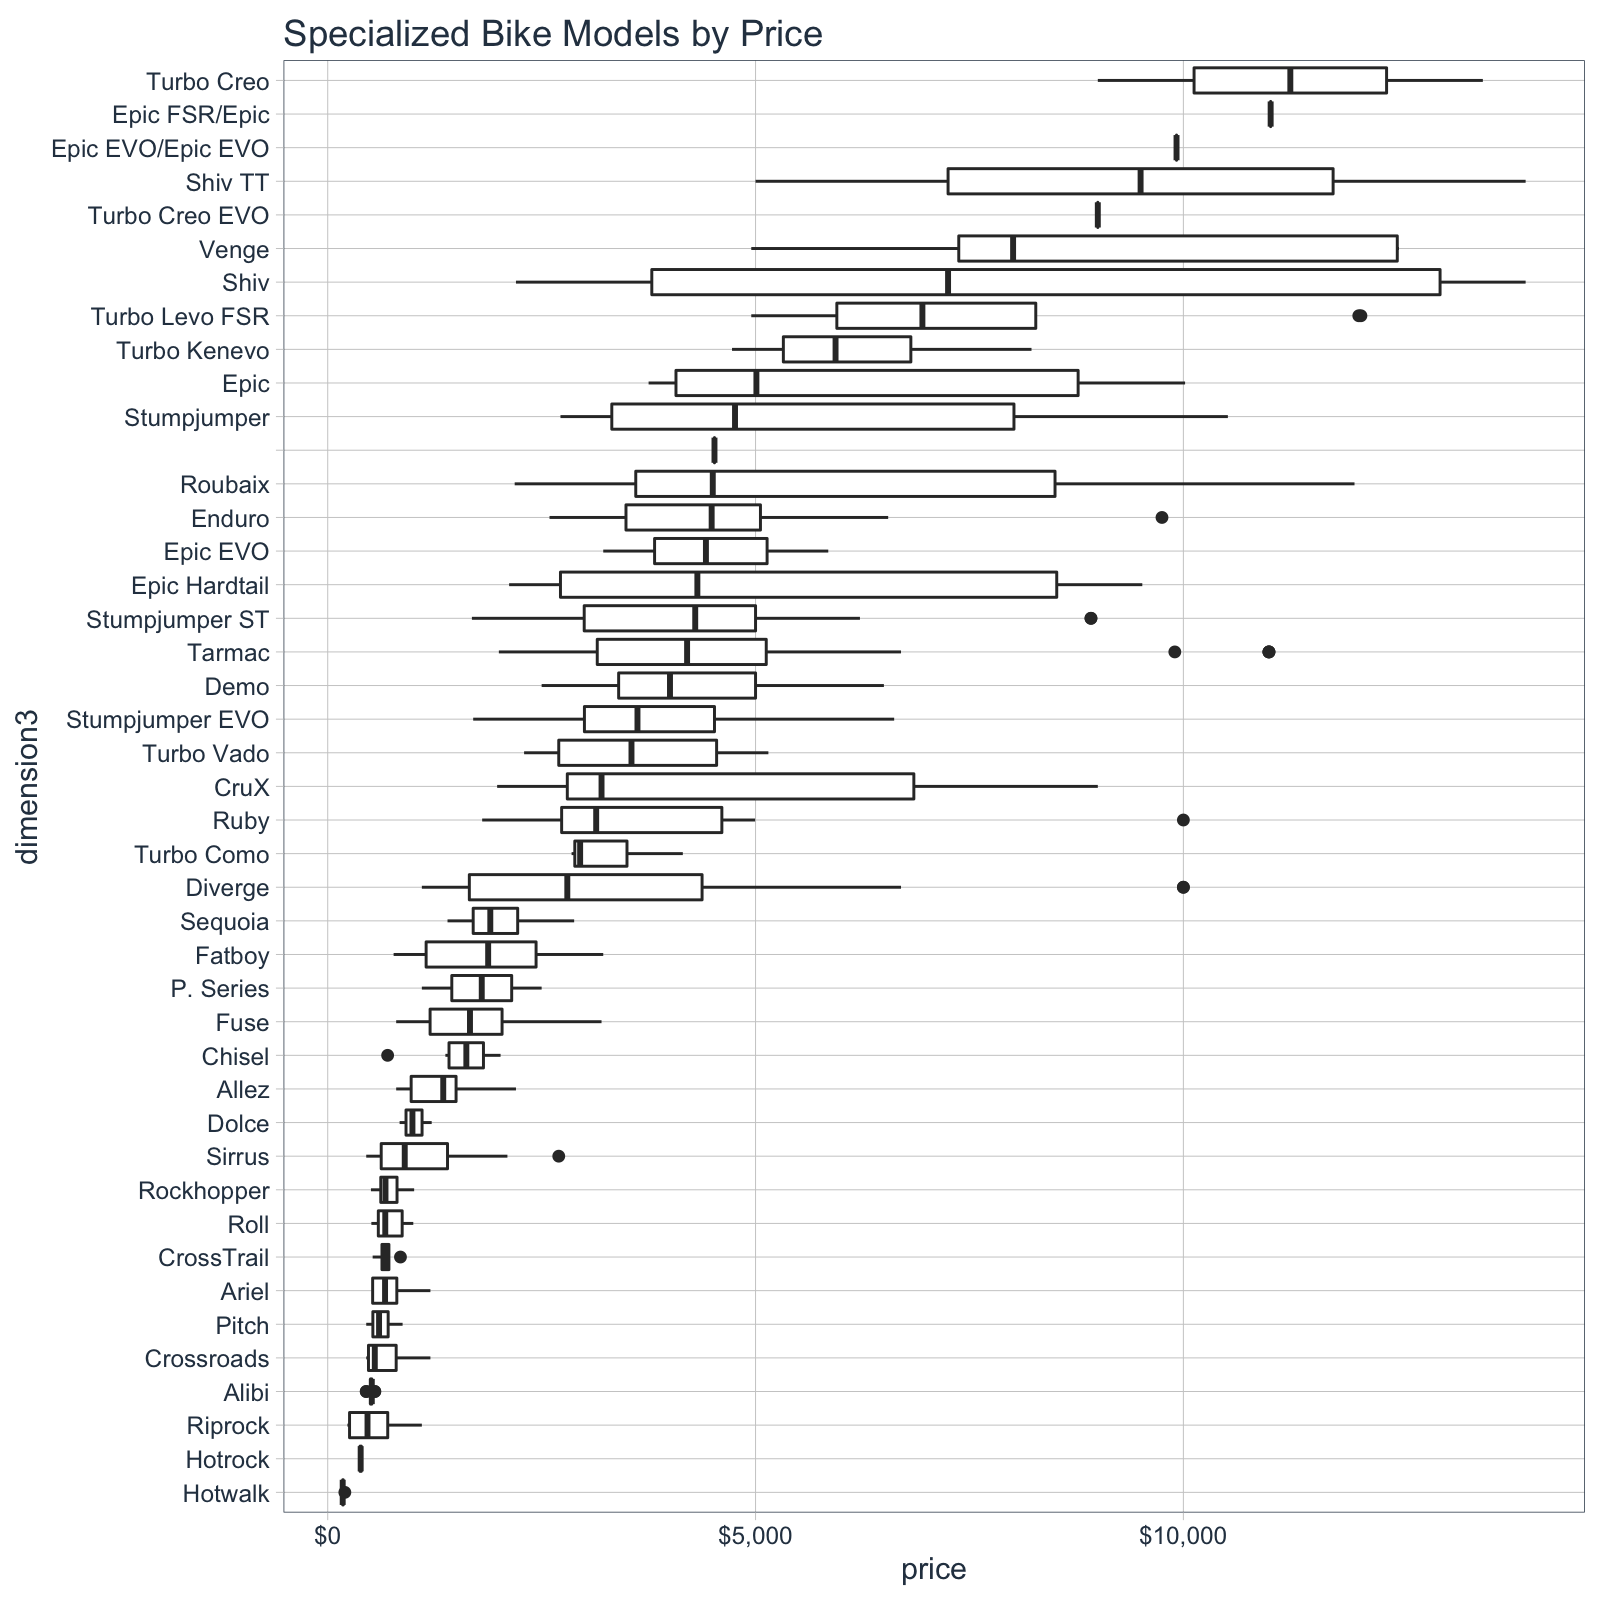 Specialized Bike Models by Price
Turbo Creo
Epic FSR/Epic
Epic EVO/Epic EVO
Shiv TT
Turbo Creo EVO
Venge
Shiv
Turbo Levo FSR
Turbo Kenevo
Epic
Stumpjumper
Roubaix
Enduro
Epic EVO
Epic Hardtail
Stumpjumper ST
Tarmac
Demo
Stumpjumper EVO
Turbo Vado
CruX
Ruby
Turbo Como
Diverge
Sequoia
Fatboy
P. Series
Fuse
Chisel
Allez
Dolce
Sirrus
Rockhopper
Roll
CrossTrail
Ariel
Pitch
Crossroads
Alibi
Riprock
Hotrock
Hotwalk
dimension3
$0 $5,000 $10,000
price